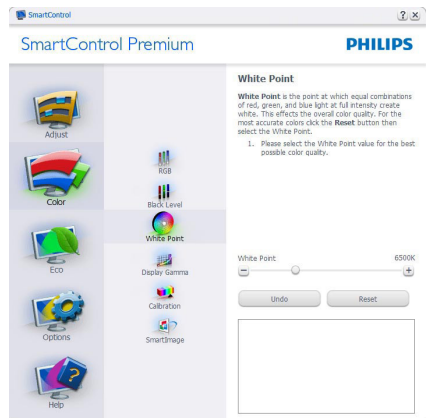 SmartControl
SmartControl Premium
PHILIPS
Adjust
Color
Eco
Options
Help
RGB
Black Level
White Point
Display Gamma
Calibration
SmartImage
White Point
White Point is the point at which equal combinations
of red, green, and blue light at full intensity create
white. This effects the overall color quality. For the
most accurate colors click the Reset button then
select the White Point.
1. Please select the White Point value for the best
possible color quality.
White Point 6500K
Undo Reset